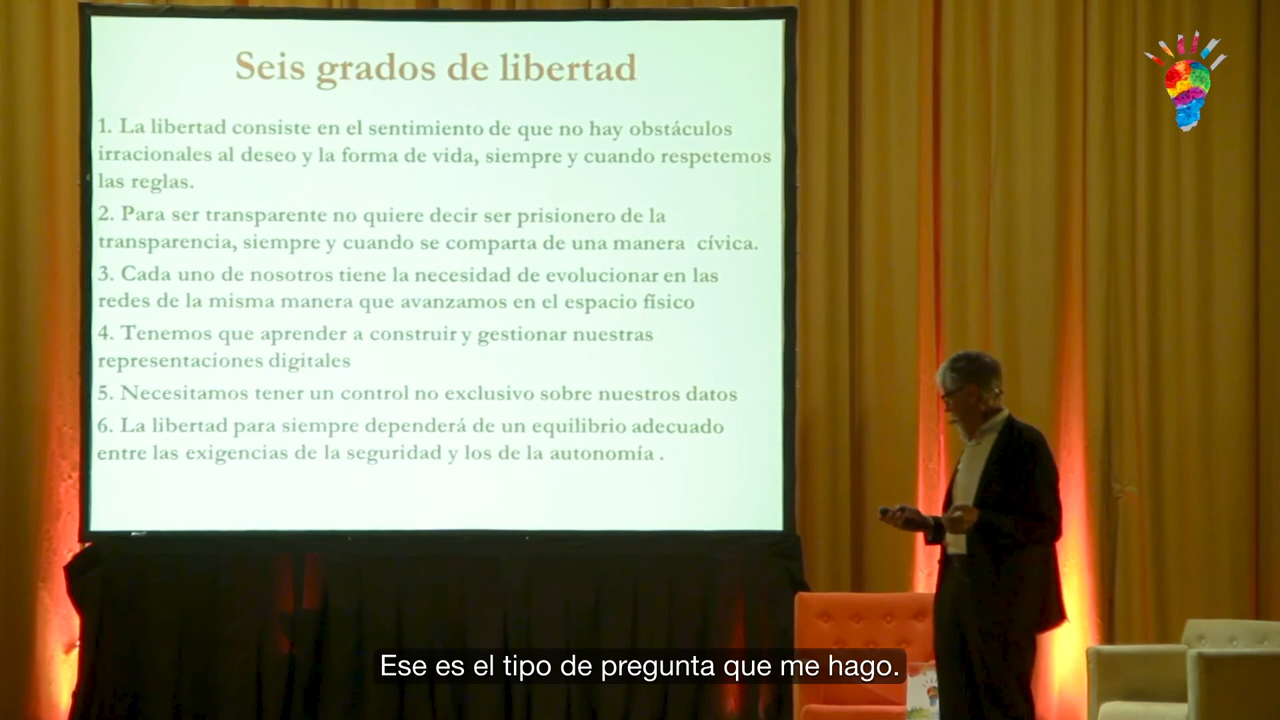 Seis grados de libertad
1. La libertad consiste en el sentimiento de que no hay obstáculos
irracionales al deseo y la forma de vida, siempre y cuando respetemos
las reglas.
2. Para ser transparente no quiere decir ser prisionero de la
transparencia, siempre y cuando se comparta de una manera cívica.
3. Cada uno de nosotros tiene la necesidad de evolucionar en las
redes de la misma manera que avanzamos en el espacio físico
4. Tenemos que aprender a construir y gestionar nuestras
representaciones digitales
5. Necesitamos tener un control no exclusivo sobre nuestros datos
6. La libertad para siempre dependerá de un equilibrio adecuado
entre las exigencias de la seguridad y los de la autonomía .
Ese es el tipo de pregunta que me hago.